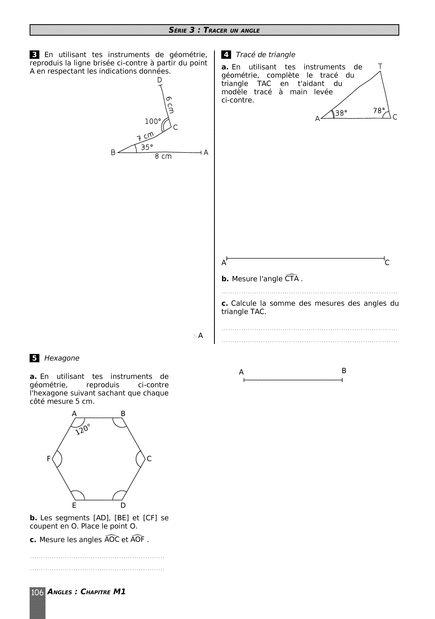 SÉRIE 3 : TRACER UN ANGLE
3 En utilisant tes instruments de géométrie,
reproduis la ligne brisée ci-contre à partir du point
A en respectant les indications données.
D
6 cm
100°
C
7 cm
35°
B
A
8 cm
A
4 Tracé de triangle
a. En utilisant tes instruments de
géométrie, complète le tracé du
triangle TAC en t'aidant du
modèle tracé à main levée
ci-contre.
T
38°
78°
A
C
A
C
b. Mesure l'angle CTA .
c. Calcule la somme des mesures des angles du
triangle TAC.
5 Hexagone
a. En utilisant tes instruments de
géométrie, reproduis ci-contre
l'hexagone suivant sachant que chaque
côté mesure 5 cm.
A
B
120°
F
C
E
D
A
B
b. Les segments [AD], [BE] et [CF] se
coupent en O. Place le point O.
c. Mesure les angles AOC et AOF .
106 ANGLES : CHAPITRE M1